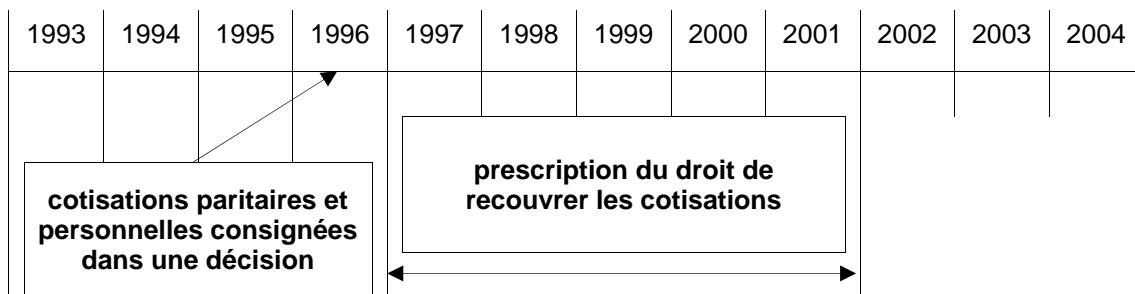 1993 1994 1995 1996 1997 1998 1999 2000 2001 2002 2003 2004
cotisations paritaires et
personnelles consignées
dans une décision
prescription du droit de
recouvrer les cotisations